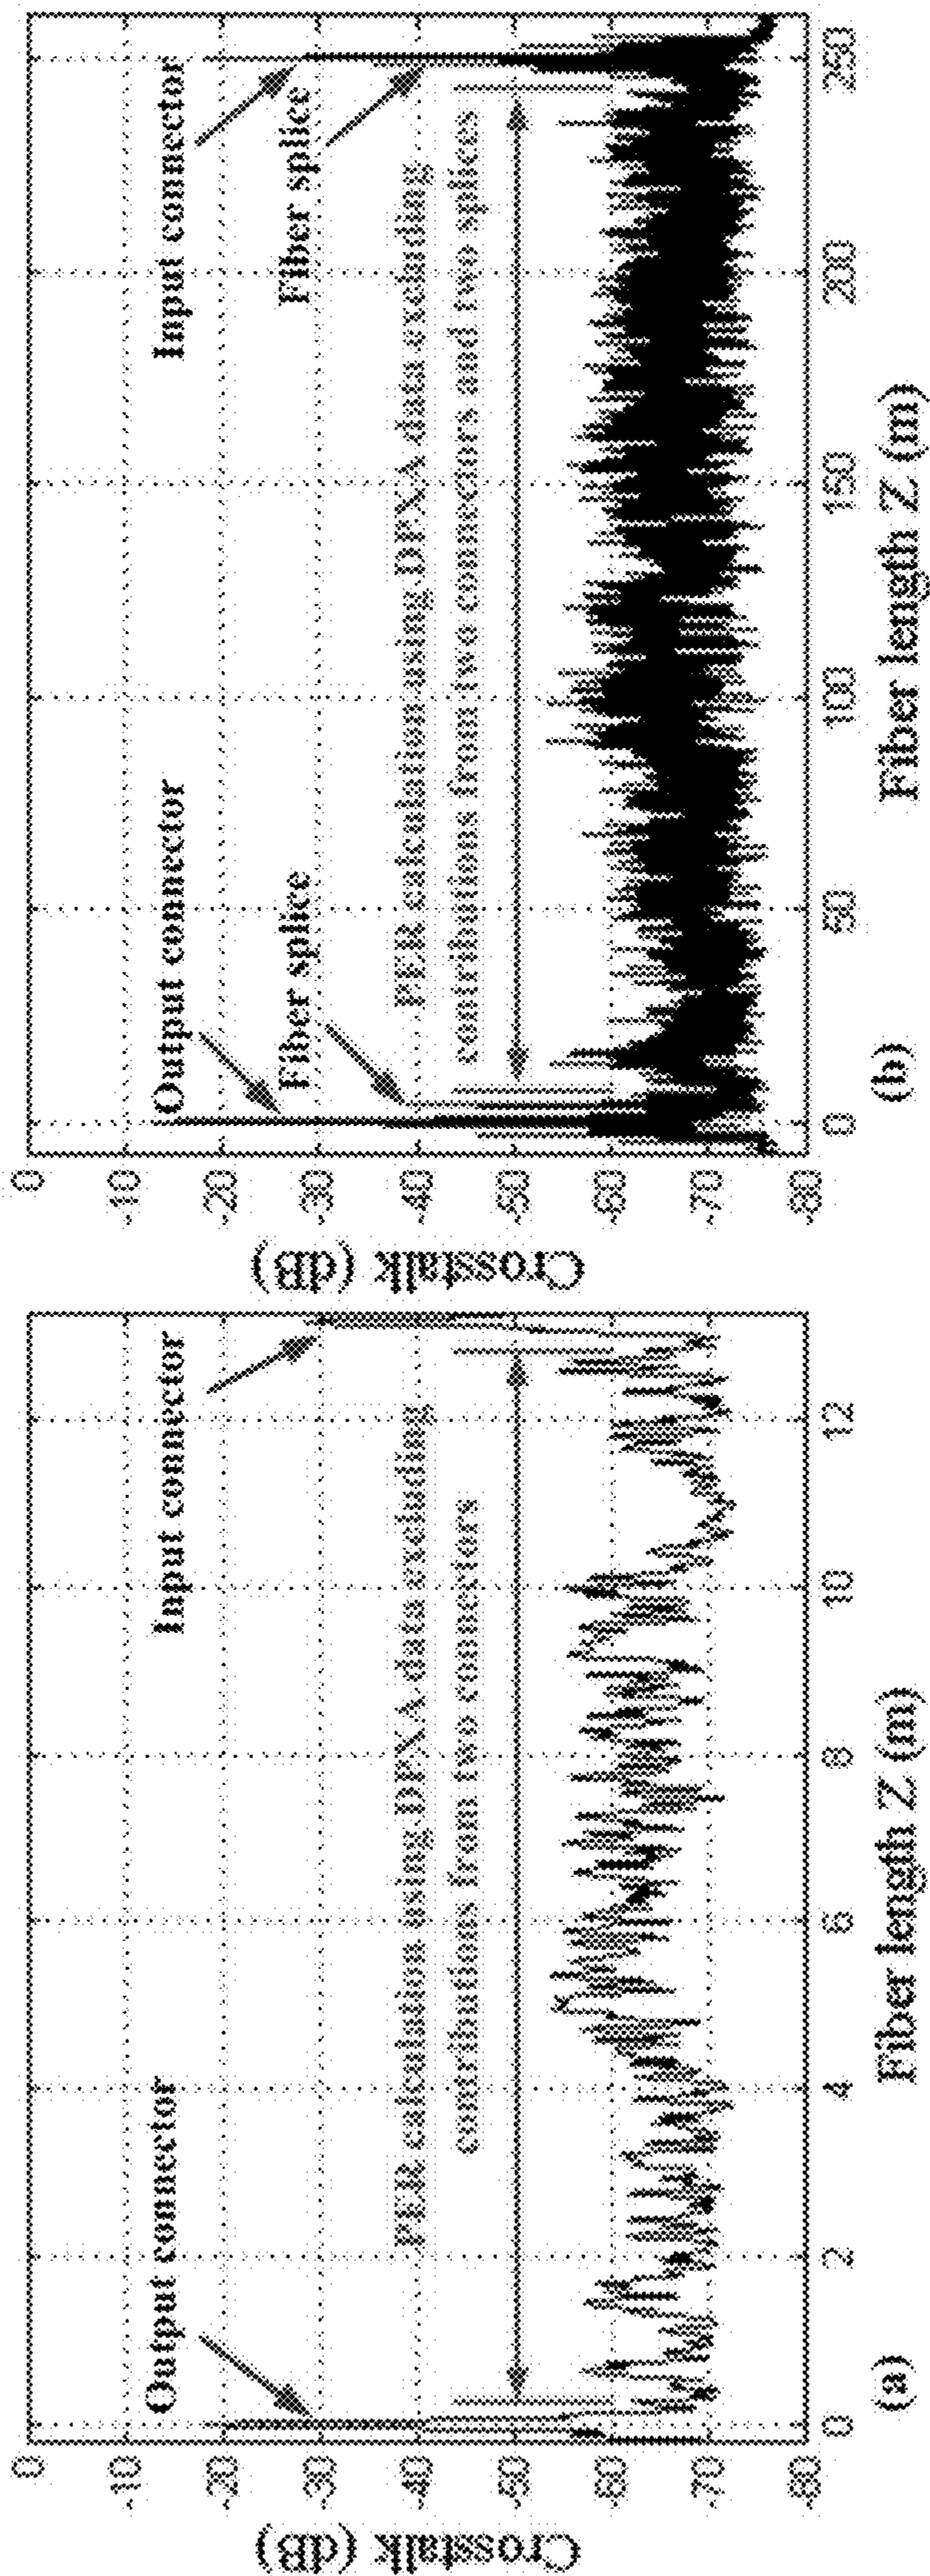 Crosstalk (dB)
0
-10
-20
-30
-40
-50
-60
-70
-80
Output connector
Input connector
PER calculation using DPXA data excluding
contributions from two connectors
0
2
4
6
8
10
12
(a)
Fiber length Z (m)
Crosstalk (dB)
0
-10
-20
-30
-40
-50
-60
-70
-80
Output connector
Input connector
Fiber splice
Fiber splice
PER calculation using DPXA data excluding
contributions from two connectors and two splices
0
50
100
150
200
250
(b)
Fiber length Z (m)